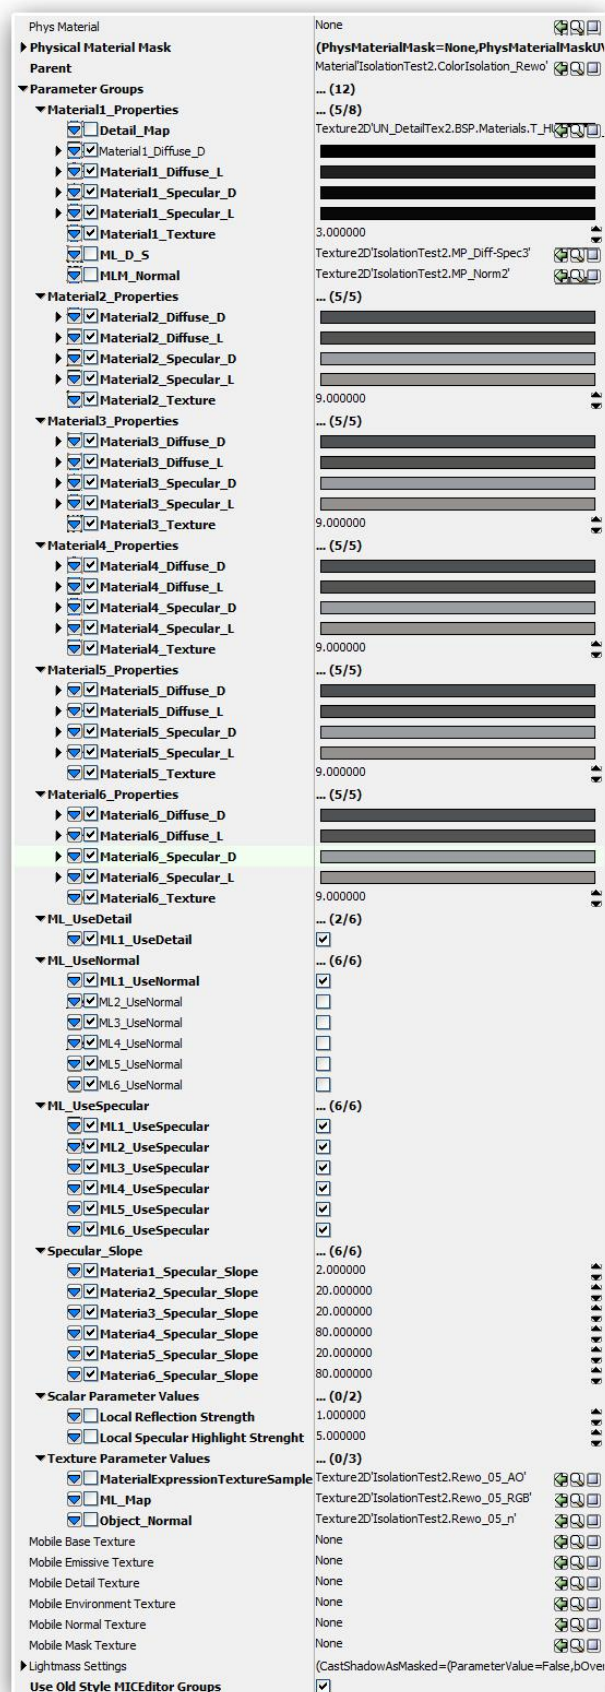 Phys Material None
Physical Material Mask (PhysMaterialMask=None,PhysMaterialMaskUV
Parent Material'IsolationTest2.ColorIsolation_Rewo'
Parameter Groups ... (12)
Material1_Properties ... (5/8)
Detail_Map Texture2D'UN_DetailTex2.BSP.Materials.T_HU
Material1_Diffuse_D
Material1_Diffuse_L
Material1_Specular_D
Material1_Specular_L
Material1_Texture 3.000000
ML_D_S Texture2D'IsolationTest2.MP_Diff-Spec3'
MLM_Normal Texture2D'IsolationTest2.MP_Norm2'
Material2_Properties ... (5/5)
Material2_Diffuse_D
Material2_Diffuse_L
Material2_Specular_D
Material2_Specular_L
Material2_Texture 9.000000
Material3_Properties ... (5/5)
Material3_Diffuse_D
Material3_Diffuse_L
Material3_Specular_D
Material3_Specular_L
Material3_Texture 9.000000
Material4_Properties ... (5/5)
Material4_Diffuse_D
Material4_Diffuse_L
Material4_Specular_D
Material4_Specular_L
Material4_Texture 9.000000
Material5_Properties ... (5/5)
Material5_Diffuse_D
Material5_Diffuse_L
Material5_Specular_D
Material5_Specular_L
Material5_Texture 9.000000
Material6_Properties ... (5/5)
Material6_Diffuse_D
Material6_Diffuse_L
Material6_Specular_D
Material6_Specular_L
Material6_Texture 9.000000
ML_UseDetail ... (2/6)
ML1_UseDetail
ML_UseNormal ... (6/6)
ML1_UseNormal
ML2_UseNormal
ML3_UseNormal
ML4_UseNormal
ML5_UseNormal
ML6_UseNormal
ML_UseSpecular ... (6/6)
ML1_UseSpecular
ML2_UseSpecular
ML3_UseSpecular
ML4_UseSpecular
ML5_UseSpecular
ML6_UseSpecular
Specular_Slope ... (6/6)
Materia1_Specular_Slope 2.000000
Materia2_Specular_Slope 20.000000
Materia3_Specular_Slope 20.000000
Materia4_Specular_Slope 80.000000
Materia5_Specular_Slope 20.000000
Materia6_Specular_Slope 80.000000
Scalar Parameter Values ... (0/2)
Local Reflection Strength 1.000000
Local Specular Highlight Strenght 5.000000
Texture Parameter Values ... (0/3)
MaterialExpressionTextureSample Texture2D'IsolationTest2.Rewo_05_AO'
ML_Map Texture2D'IsolationTest2.Rewo_05_RGB'
Object_Normal Texture2D'IsolationTest2.Rewo_05_n'
Mobile Base Texture None
Mobile Emissive Texture None
Mobile Detail Texture None
Mobile Environment Texture None
Mobile Normal Texture None
Mobile Mask Texture None
Lightmass Settings (CastShadowAsMasked=(ParameterValue=False,bOver
Use Old Style MICEditor Groups